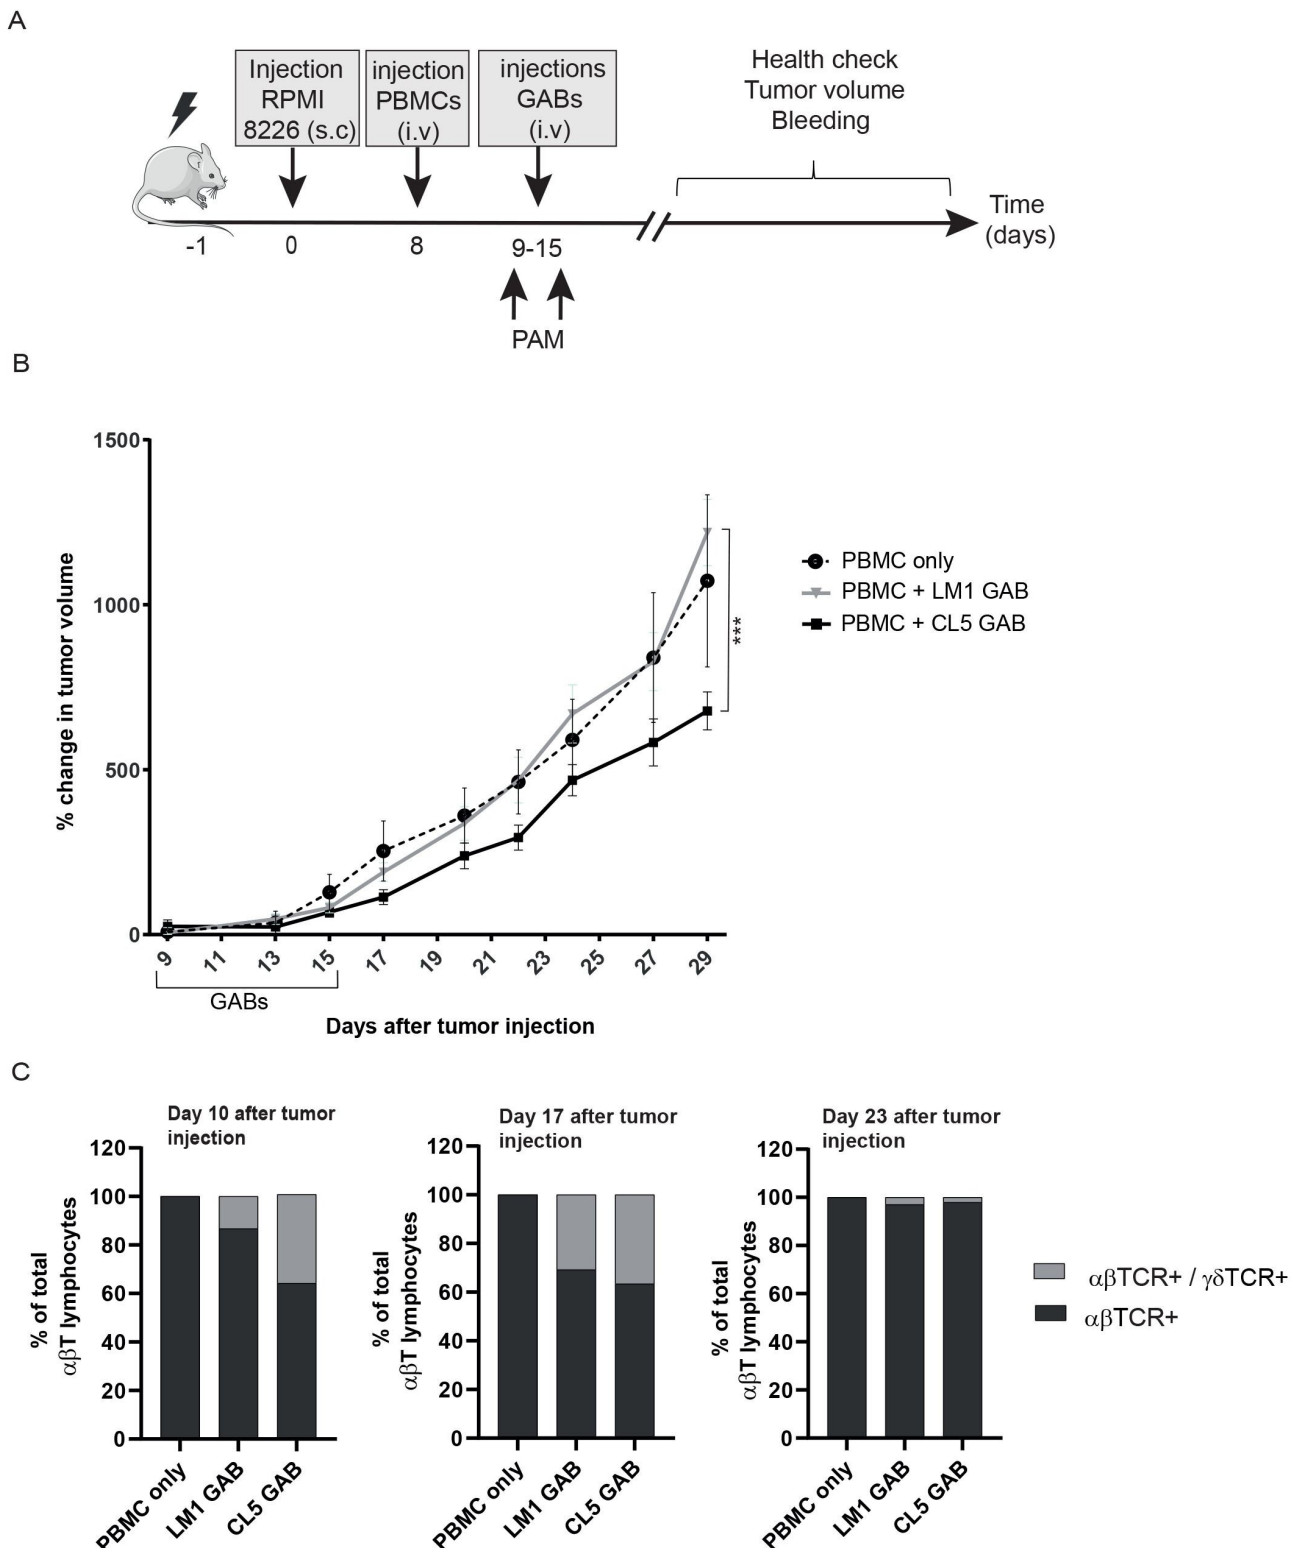 A
Injection
RPMI
8226 (s.c)
injection
PBMCs
(i.v)
injections
GABs
(i.v)
Health check
Tumor volume
Bleeding
Time
(days)
-1
0
8
9-15
PAM
B
% change in tumor volume
1500
1000
500
0
9
11
13
15
17
19
21
23
25
27
29
GABs
Days after tumor injection
PBMC only
PBMC + LM1 GAB
PBMC + CL5 GAB
***
C
Day 10 after tumor
injection
% of total
αβT lymphocytes
120
100
80
60
40
20
0
PBMC only
LM1 GAB
CL5 GAB
Day 17 after tumor
injection
% of total
αβT lymphocytes
120
100
80
60
40
20
0
PBMC only
LM1 GAB
CL5 GAB
Day 23 after tumor
injection
% of total
αβT lymphocytes
120
100
80
60
40
20
0
PBMC only
LM1 GAB
CL5 GAB
αβTCR+ / γδTCR+
αβTCR+